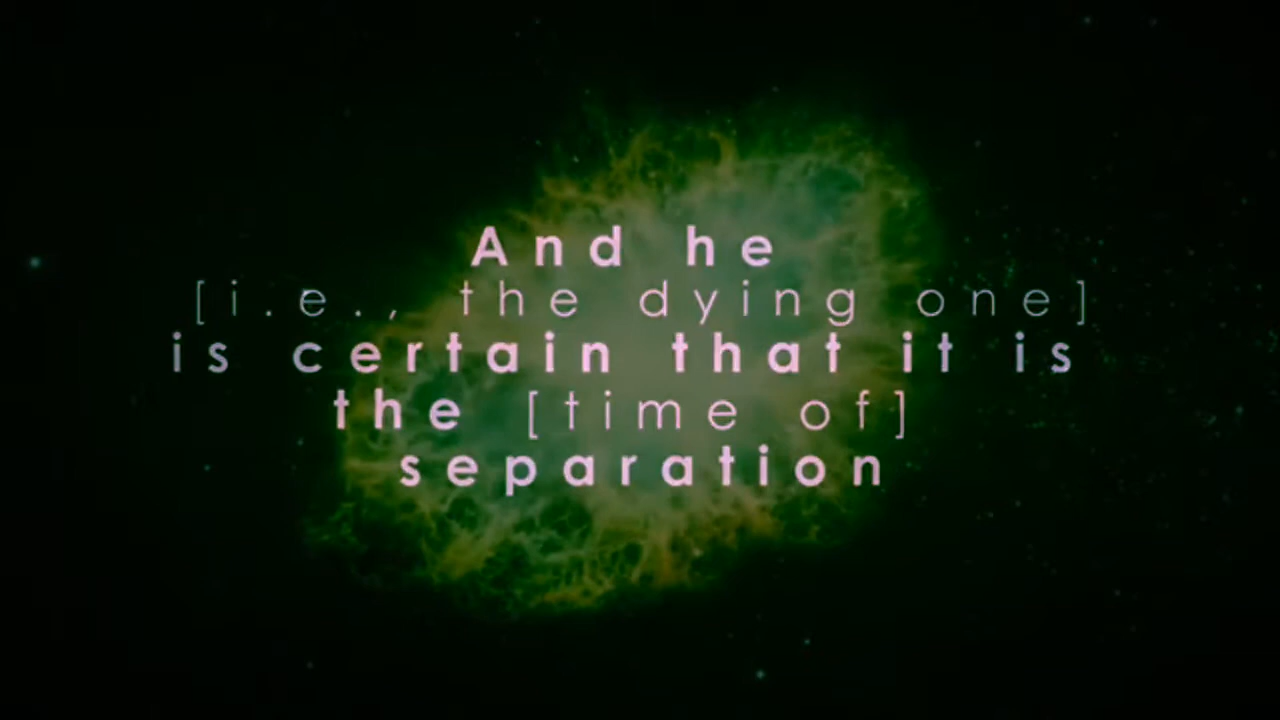 And he
[i.e., the dying one]
is certain that it is
the [time of]
separation